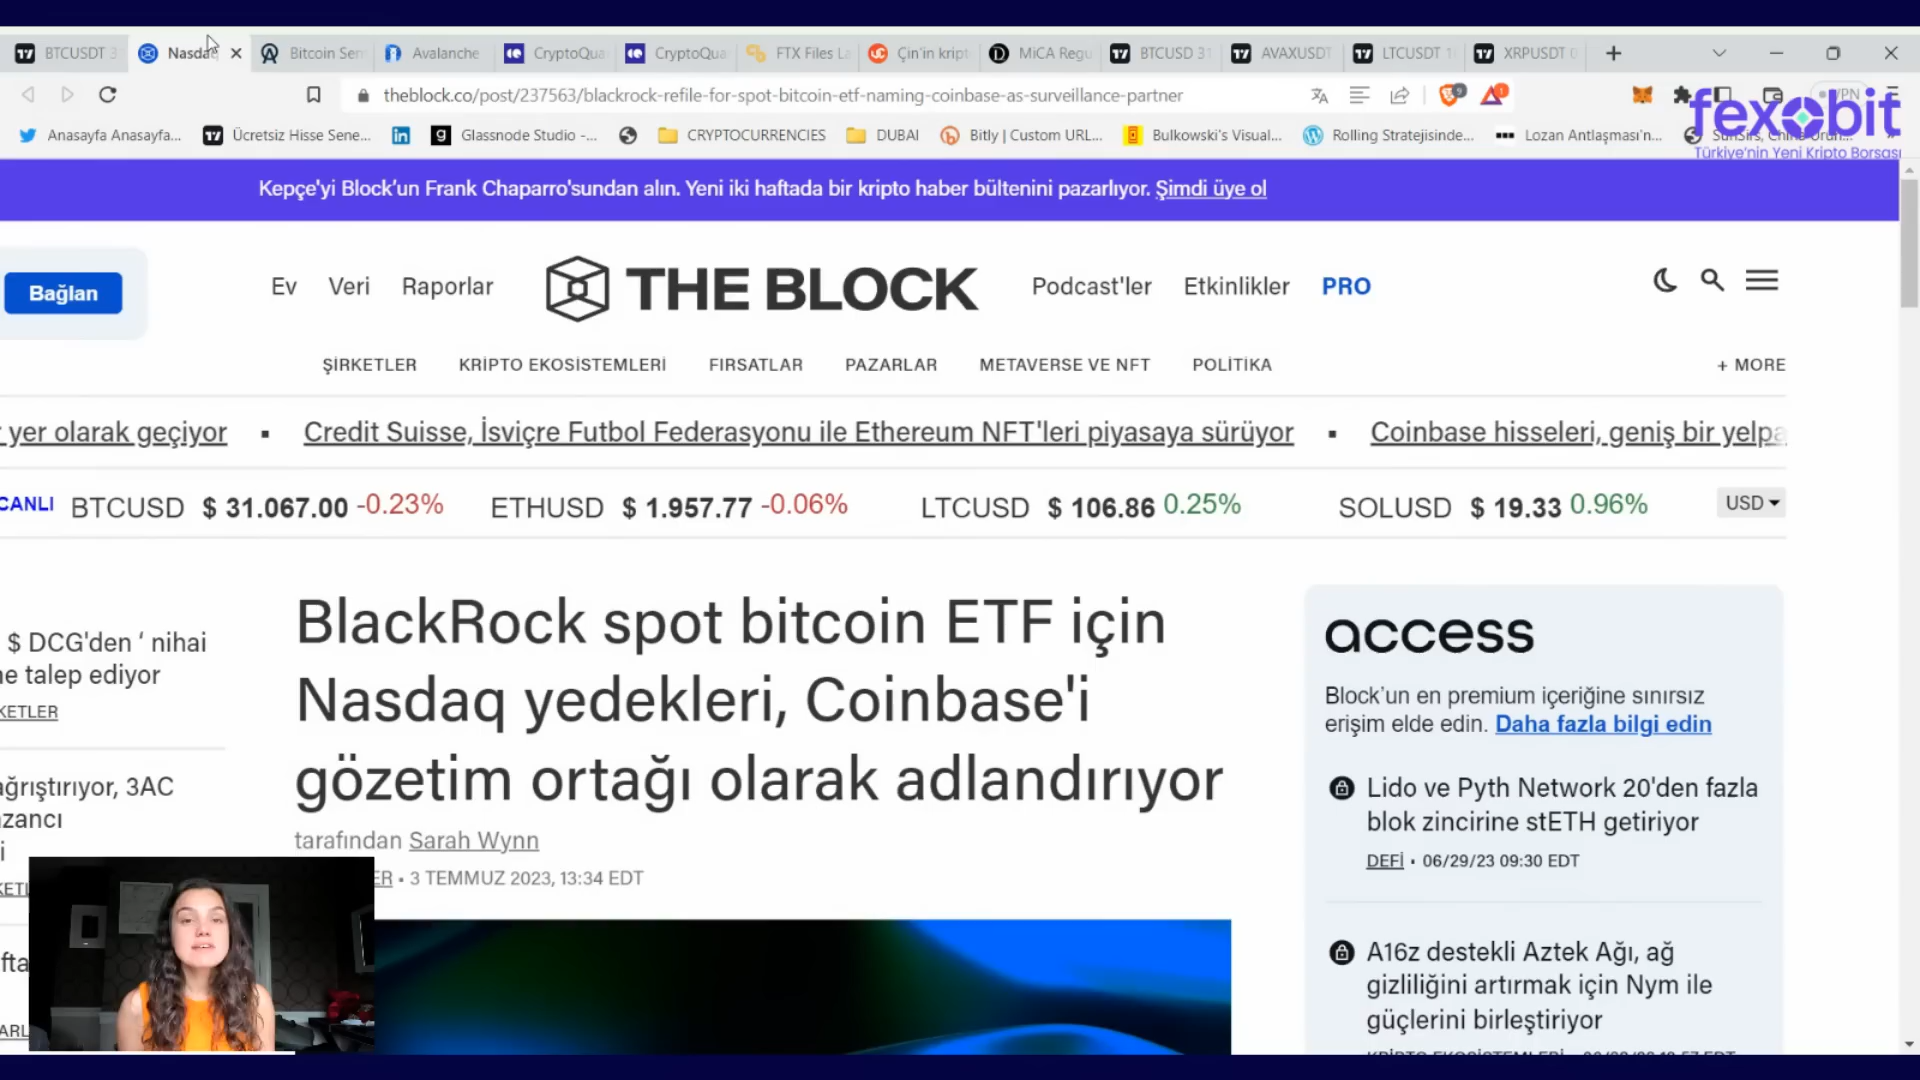 BTCUSDT 3
Nasda
Bitcoin Sen
Avalanche
CryptoQua
CryptoQua
FTX Files La
Çin'in kript
MiCA Regu
BTCUSD 31
AVAXUSDT
LTCUSDT
XRPUSDT
theblock.co/post/237563/blackrock-refile-for-spot-bitcoin-etf-naming-coinbase-as-surveillance-partner
VPN
fexobit
Türkiye'nin Yeni Kripto Borsası
Anasayfa Anasayfa...
Ücretsiz Hisse Sene...
Glassnode Studio -...
CRYPTOCURRENCIES
DUBAI
Bitly | Custom URL...
Bulkowski's Visual...
Rolling Stratejisinde...
Lozan Antlaşması'n...
Kepçe'yi Block'un Frank Chaparro'sundan alın. Yeni iki haftada bir kripto haber bültenini pazarlıyor. Şimdi üye ol
Bağlan
Ev
Veri
Raporlar
THE BLOCK
Podcast'ler
Etkinlikler
PRO
ŞİRKETLER
KRİPTO EKOSİSTEMLERİ
FIRSATLAR
PAZARLAR
METAVERSE VE NFT
POLİTİKA
+ MORE
yer olarak geçiyor ▪ Credit Suisse, İsviçre Futbol Federasyonu ile Ethereum NFT'leri piyasaya sürüyor ▪ Coinbase hisseleri, geniş bir yelpa
CANLI BTCUSD $ 31.067.00 -0.23% ETHUSD $ 1.957.77 -0.06% LTCUSD $ 106.86 0.25% SOLUSD $ 19.33 0.96% USD
$ DCG'den ‘ nihai
ne talep ediyor
KETLER
ağrıştırıyor, 3AC
azancı
i
BlackRock spot bitcoin ETF için
Nasdaq yedekleri, Coinbase'i
gözetim ortağı olarak adlandırıyor
tarafından Sarah Wynn
ER • 3 TEMMUZ 2023, 13:34 EDT
access
Block'un en premium içeriğine sınırsız
erişim elde edin. Daha fazla bilgi edin
Lido ve Pyth Network 20'den fazla
blok zincirine stETH getiriyor
DEFİ • 06/29/23 09:30 EDT
A16z destekli Aztek Ağı, ağ
gizliliğini artırmak için Nym ile
güçlerini birleştiriyor